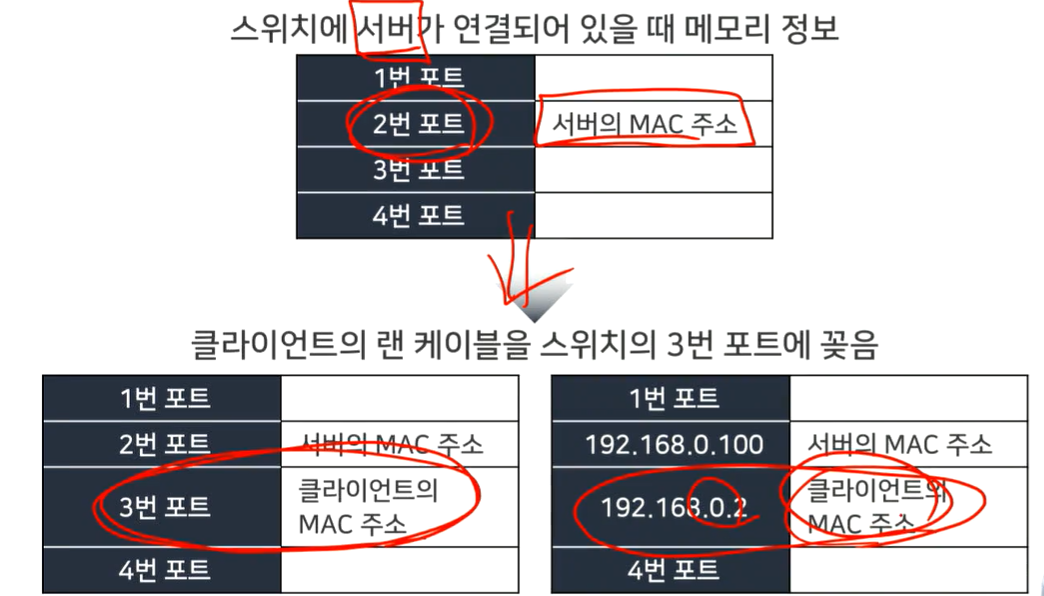 스위치에 서버가 연결되어 있을 때 메모리 정보
1번 포트
2번 포트 서버의 MAC 주소
3번 포트
4번 포트
클라이언트의 랜 케이블을 스위치의 3번 포트에 꽂음
1번 포트
2번 포트 서버의 MAC 주소
3번 포트 클라이언트의
MAC 주소
4번 포트
1번 포트
192.168.0.100 서버의 MAC 주소
192.168.0.2 클라이언트의
MAC 주소
4번 포트